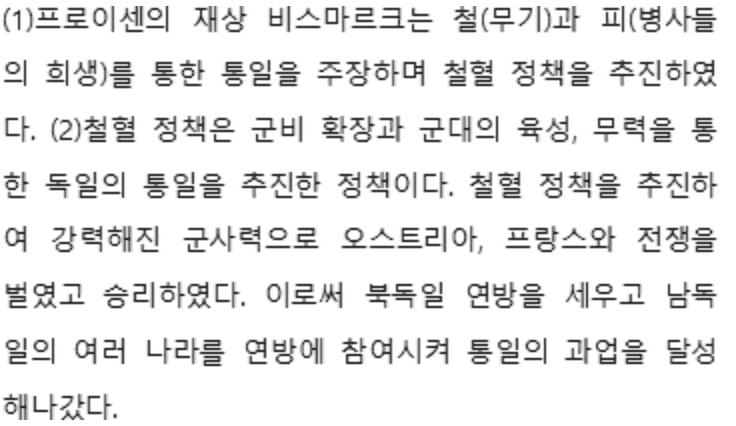 (1)프로이센의 재상 비스마르크는 철(무기)과 피(병사들
의 희생)를 통한 통일을 주장하며 철혈 정책을 추진하였
다. (2)철혈 정책은 군비 확장과 군대의 육성, 무력을 통
한 독일의 통일을 추진한 정책이다. 철혈 정책을 추진하
여 강력해진 군사력으로 오스트리아, 프랑스와 전쟁을
벌였고 승리하였다. 이로써 북독일 연방을 세우고 남독
일의 여러 나라를 연방에 참여시켜 통일의 과업을 달성
해나갔다.